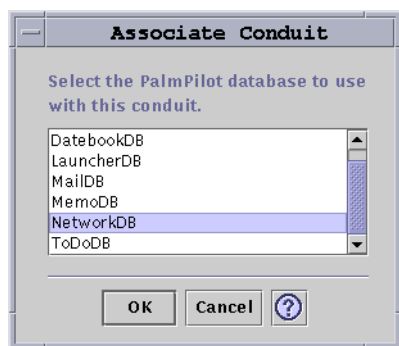 Associate Conduit
Select the PalmPilot database to use
with this conduit.
DatebookDB
LauncherDB
MailDB
MemoDB
NetworkDB
ToDoDB
OK Cancel ?